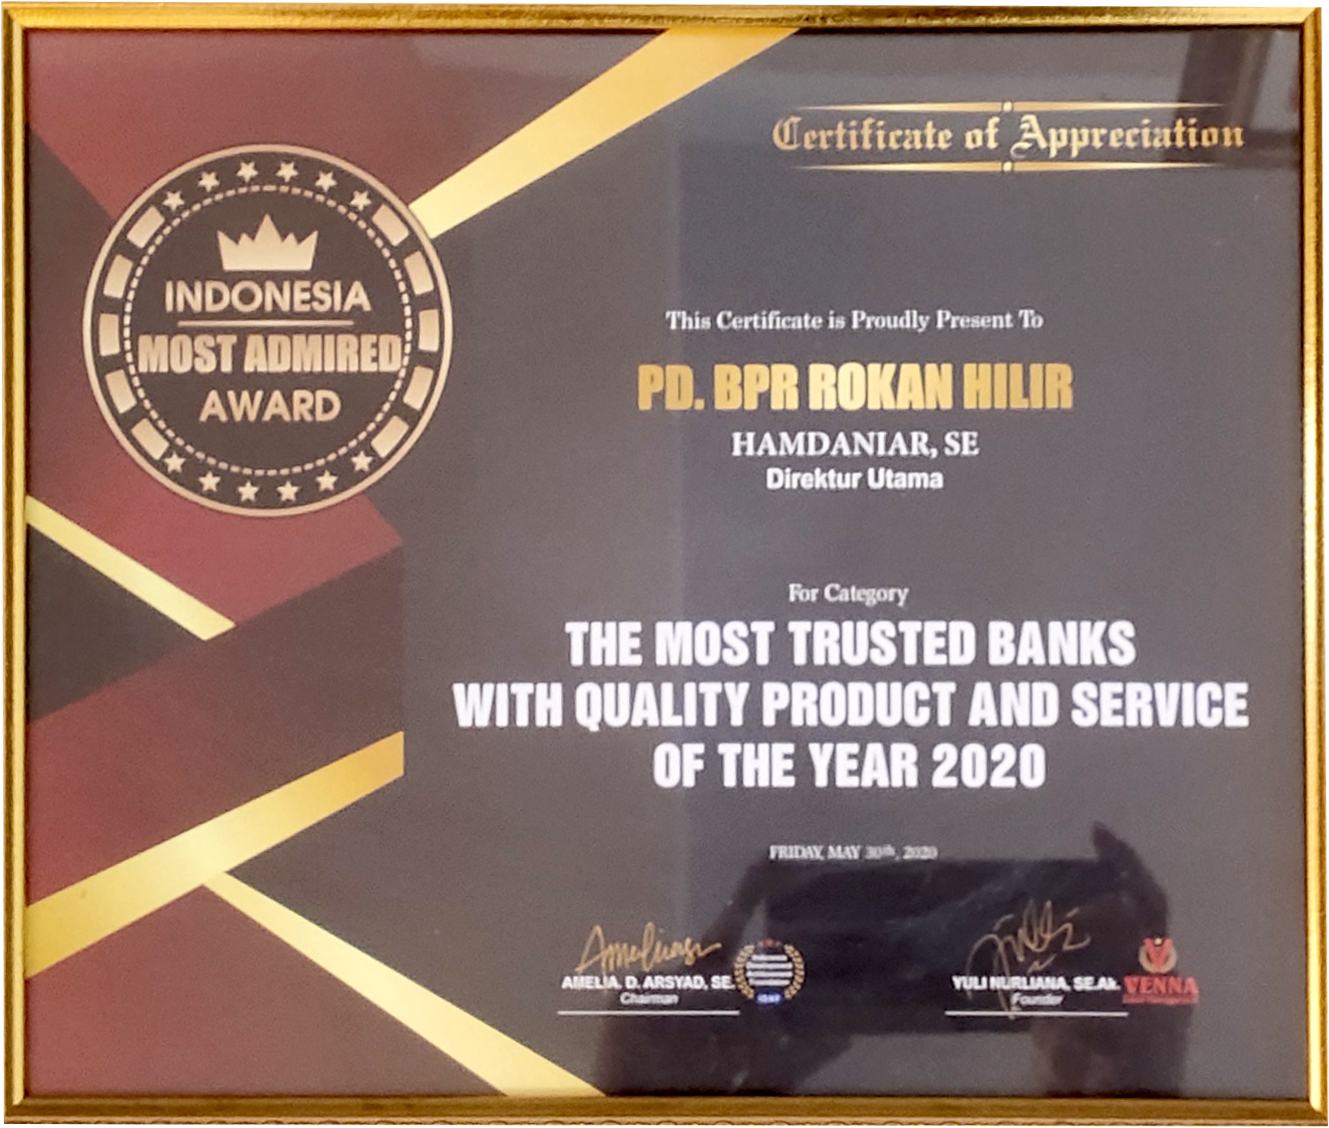 Certificate of Appreciation
INDONESIA
MOST ADMIRED
AWARD
This Certificate is Proudly Present To
PD. BPR ROKAN HILIR
HAMDANIAR, SE
Direktur Utama
For Category
THE MOST TRUSTED BANKS
WITH QUALITY PRODUCT AND SERVICE
OF THE YEAR 2020
FRIDAY, MAY 30th, 2020
AMELIA. D. ARSYAD, SE.
Chairman
YULI NURLIANA, SE.Ak.
Founder
VENNA